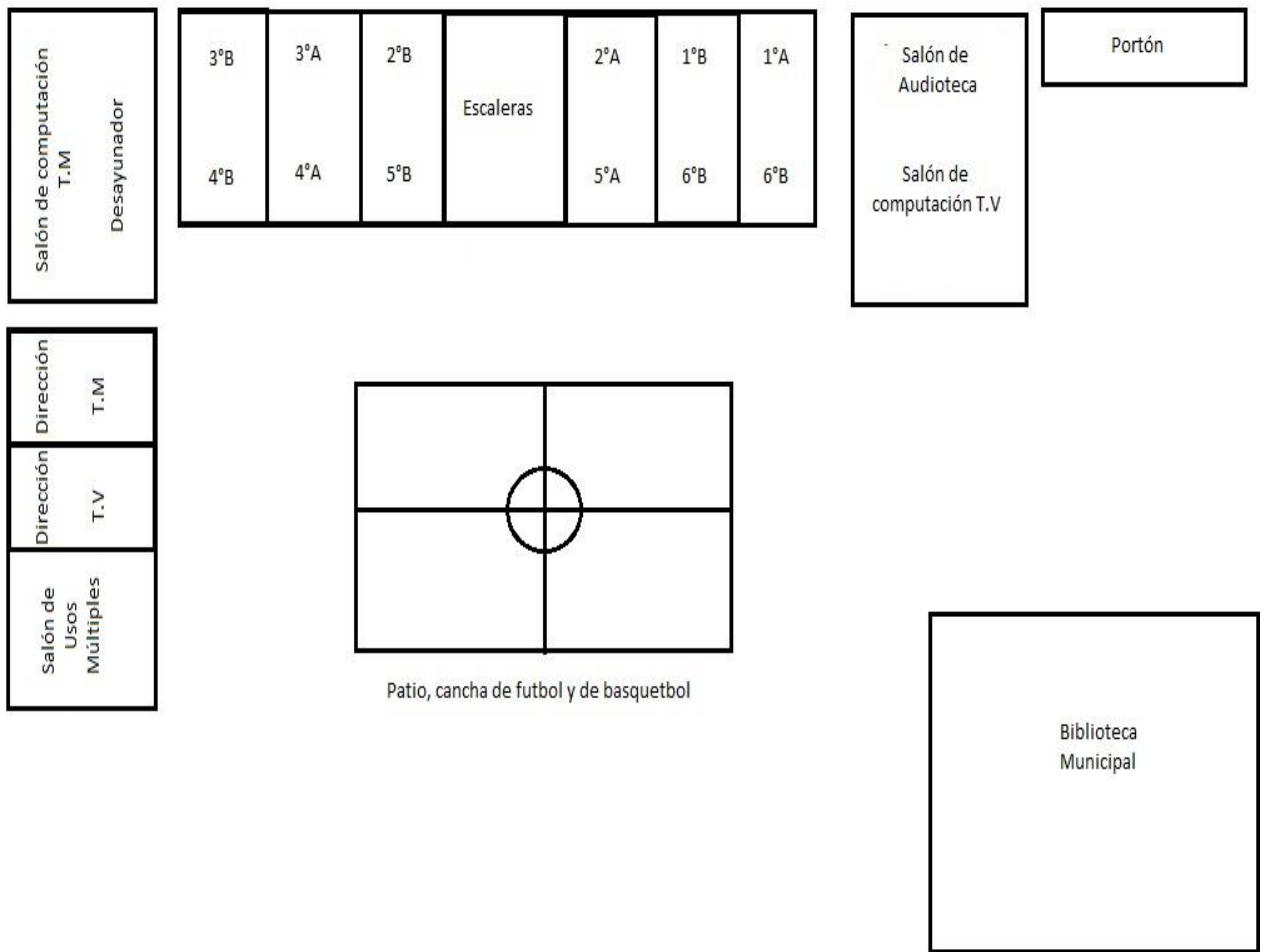 Salón de computación
T.M
Desayunador
3°B
3°A
2°B
Escaleras
2°A
1°B
1°A
4°B
4°A
5°B
5°A
6°B
6°B
Salón de
Audioteca
Salón de
computación T.V
Portón
Dirección
T.M
Dirección
T.V
Salón de
Usos
Múltiples
Patio, cancha de futbol y de basquetbol
Biblioteca
Municipal